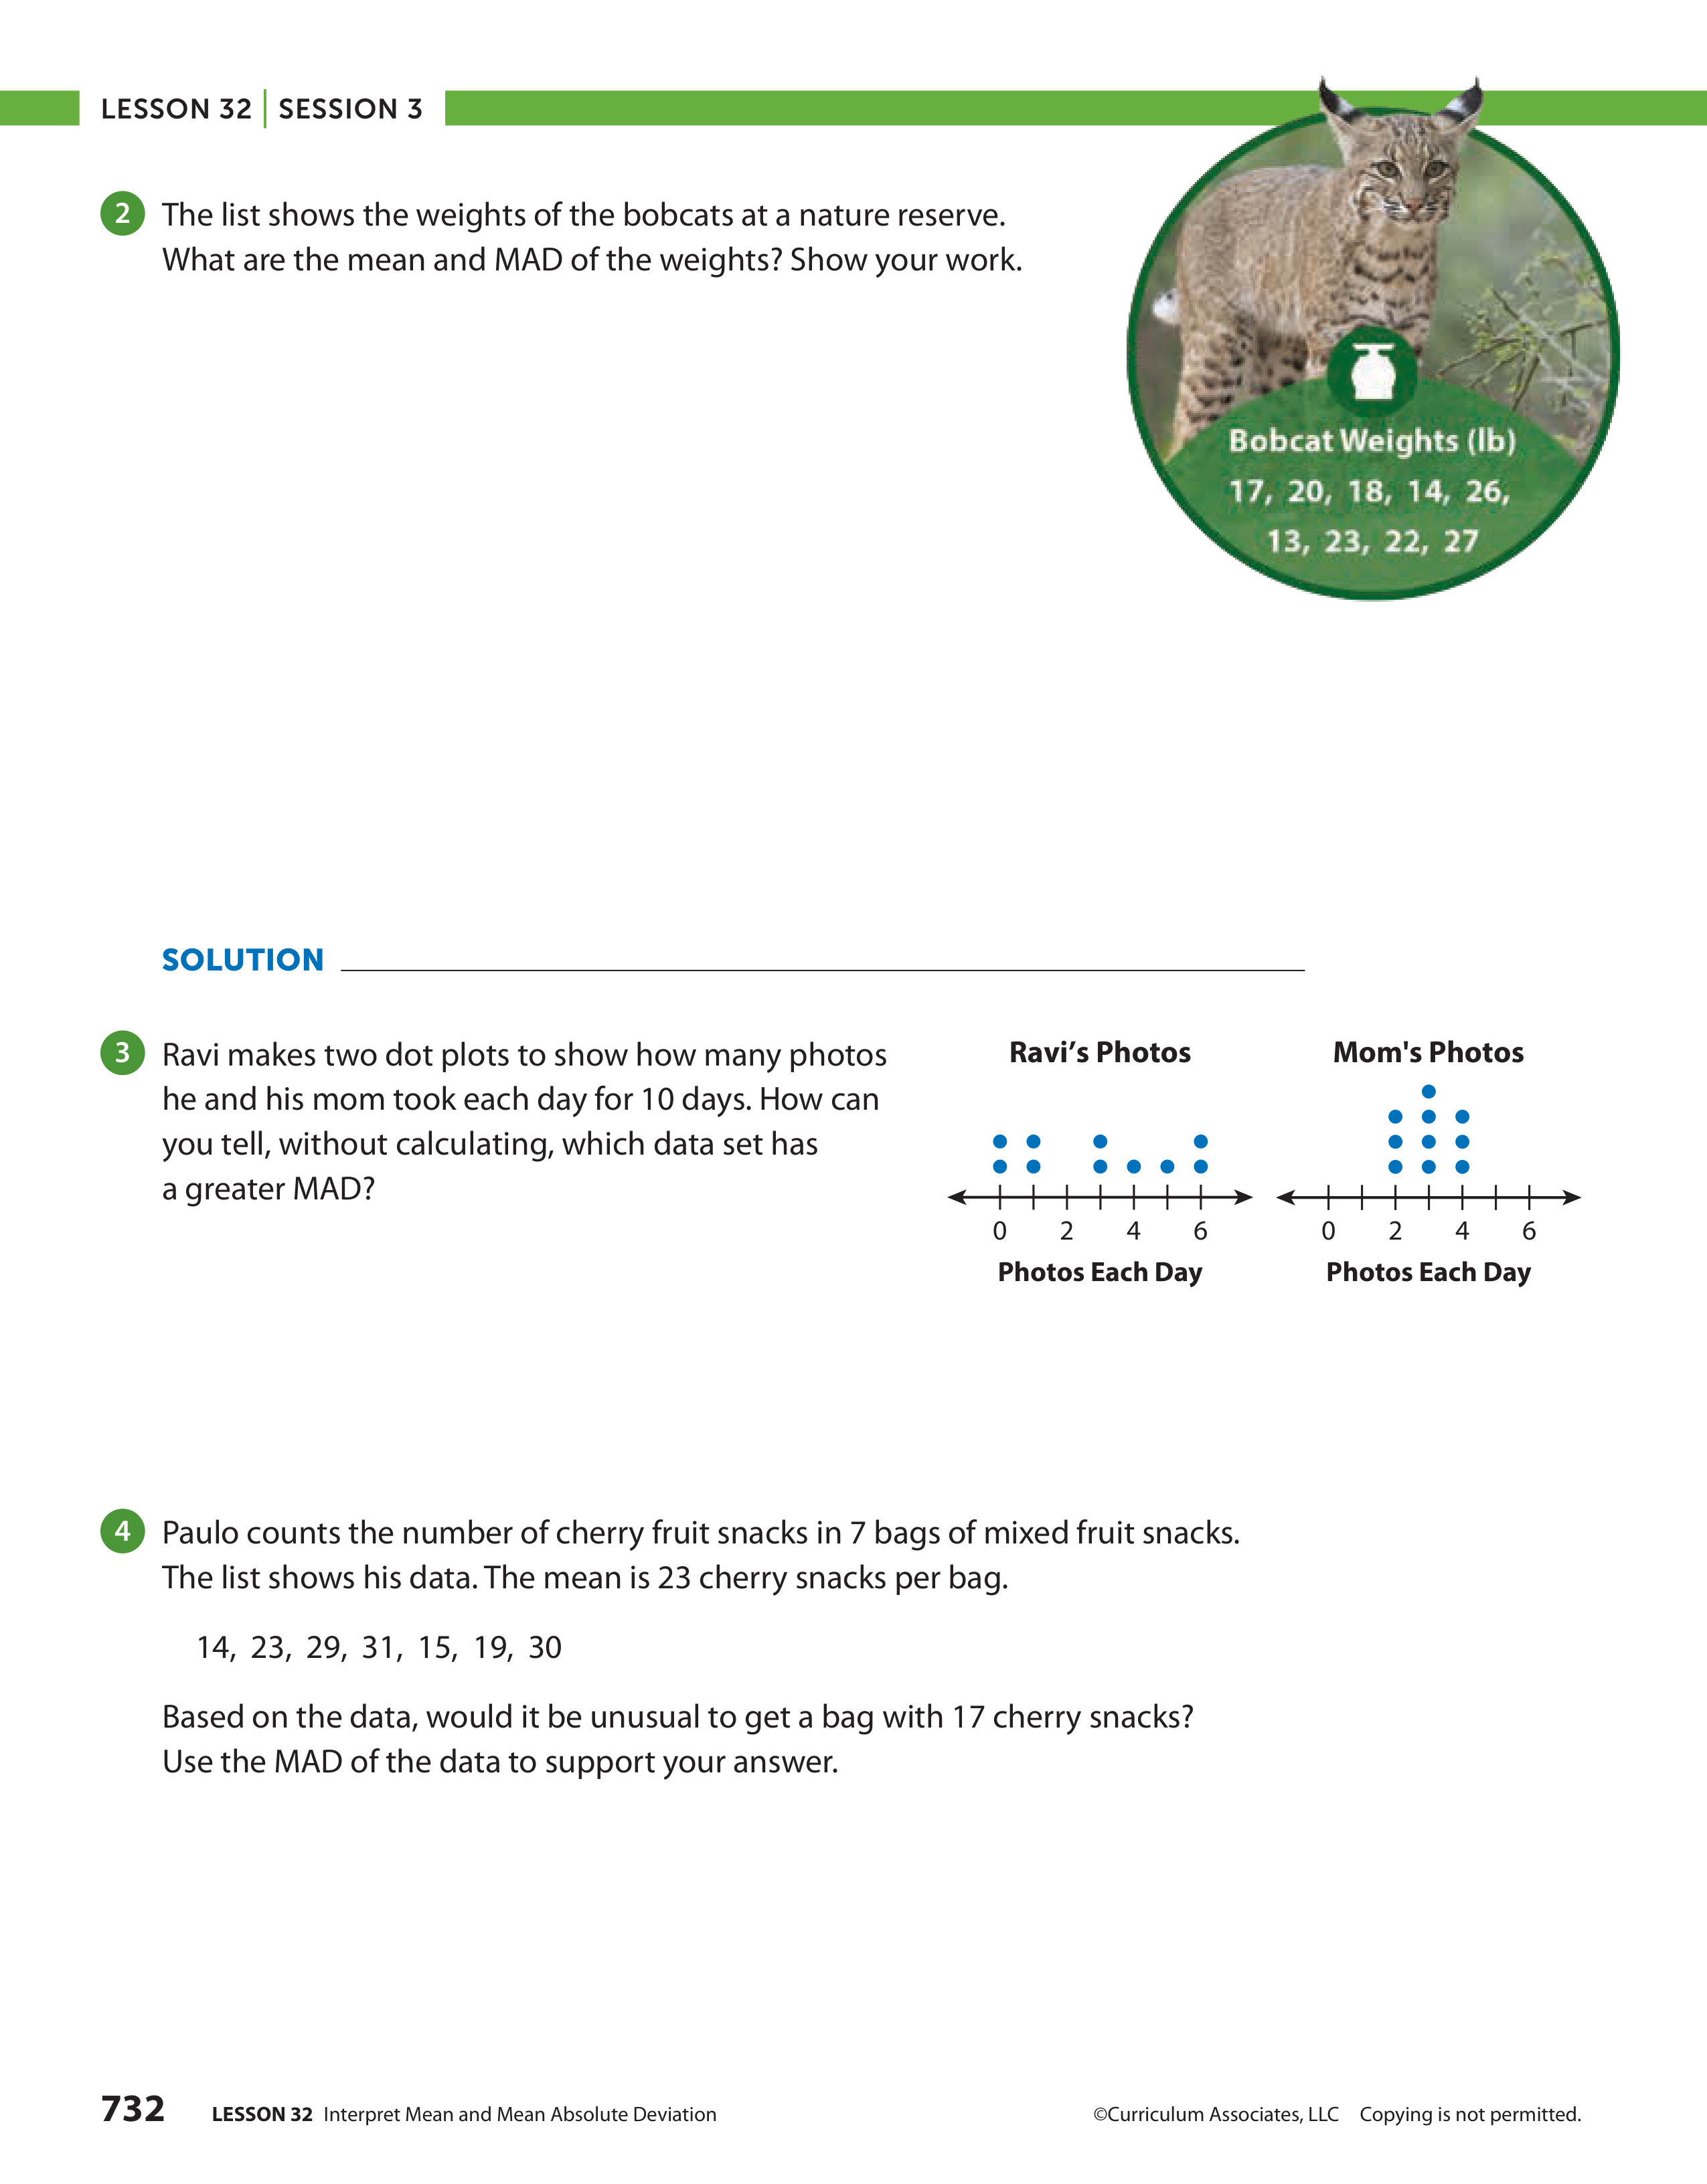 LESSON 32 | SESSION 3
2 The list shows the weights of the bobcats at a nature reserve.
What are the mean and MAD of the weights? Show your work.
Bobcat Weights (lb)
17, 20, 18, 14, 26,
13, 23, 22, 27
SOLUTION
3 Ravi makes two dot plots to show how many photos
he and his mom took each day for 10 days. How can
you tell, without calculating, which data set has
a greater MAD?
Ravi’s Photos
0 2 4 6
Photos Each Day
Mom's Photos
0 2 4 6
Photos Each Day
4 Paulo counts the number of cherry fruit snacks in 7 bags of mixed fruit snacks.
The list shows his data. The mean is 23 cherry snacks per bag.
14, 23, 29, 31, 15, 19, 30
Based on the data, would it be unusual to get a bag with 17 cherry snacks?
Use the MAD of the data to support your answer.
732 LESSON 32 Interpret Mean and Mean Absolute Deviation
©Curriculum Associates, LLC Copying is not permitted.